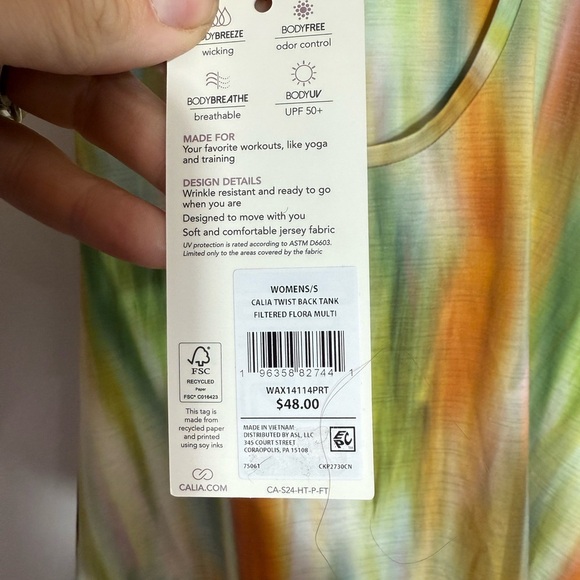 BODYBREEZE BODYFREE
wicking odor control
BODYBREATHE BODYUV
breathable UPF 50+
MADE FOR
Your favorite workouts, like yoga
and training
DESIGN DETAILS
Wrinkle resistant and ready to go
when you are
Designed to move with you
Soft and comfortable jersey fabric
UV protection is rated according to ASTM D6603.
Limited only to the areas covered by the fabric
WOMENS/S
CALIA TWIST BACK TANK
FILTERED FLORA MULTI
1 96358 82744 1
WAX14114PRT
$48.00
FSC
RECYCLED
Paper
FSC® C016423
This tag is
made from
recycled paper
and printed
using soy inks
MADE IN VIETNAM
DISTRIBUTED BY ASL, LLC
345 COURT STREET
CORAOPOLIS, PA 15108
EPC
75061 CKP2730CN
CALIA.COM CA-S24-HT-P-FT